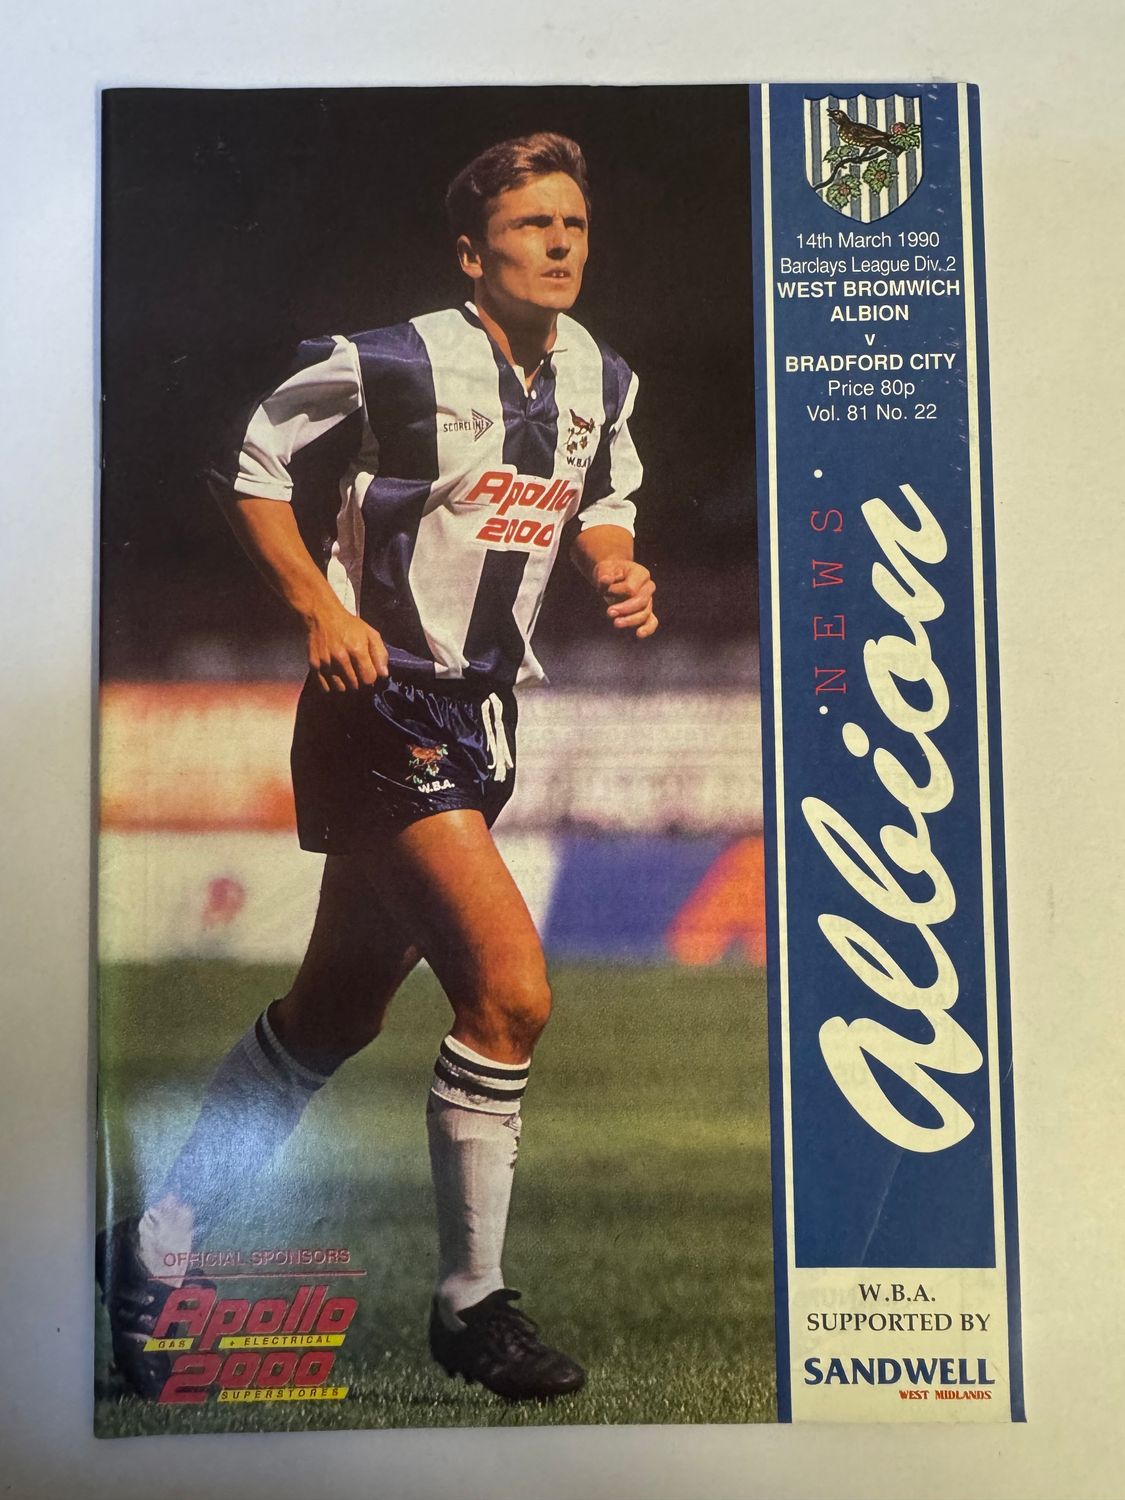 14th March 1990
Barclays League Div. 2
WEST BROMWICH
ALBION
v
BRADFORD CITY
Price 80p
Vol. 81 No. 22
albion
• NEWS •
SCORELINE
W.B.A
Apollo
2000
W.B.A.
OFFICIAL SPONSORS
Apollo
GAS + ELECTRICAL
2000
SUPERSTORES
W.B.A.
SUPPORTED BY
SANDWELL
WEST MIDLANDS